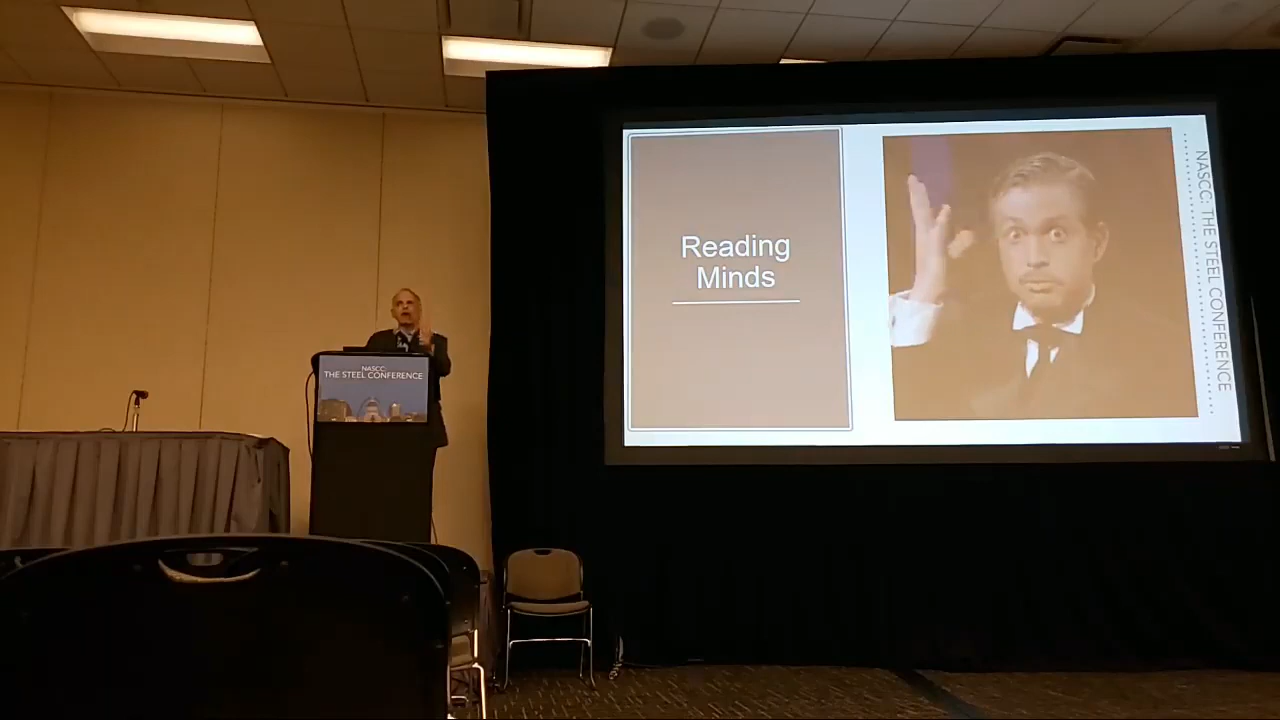 Reading
Minds
NASCC: THE STEEL CONFERENCE
NASCC:
THE STEEL CONFERENCE